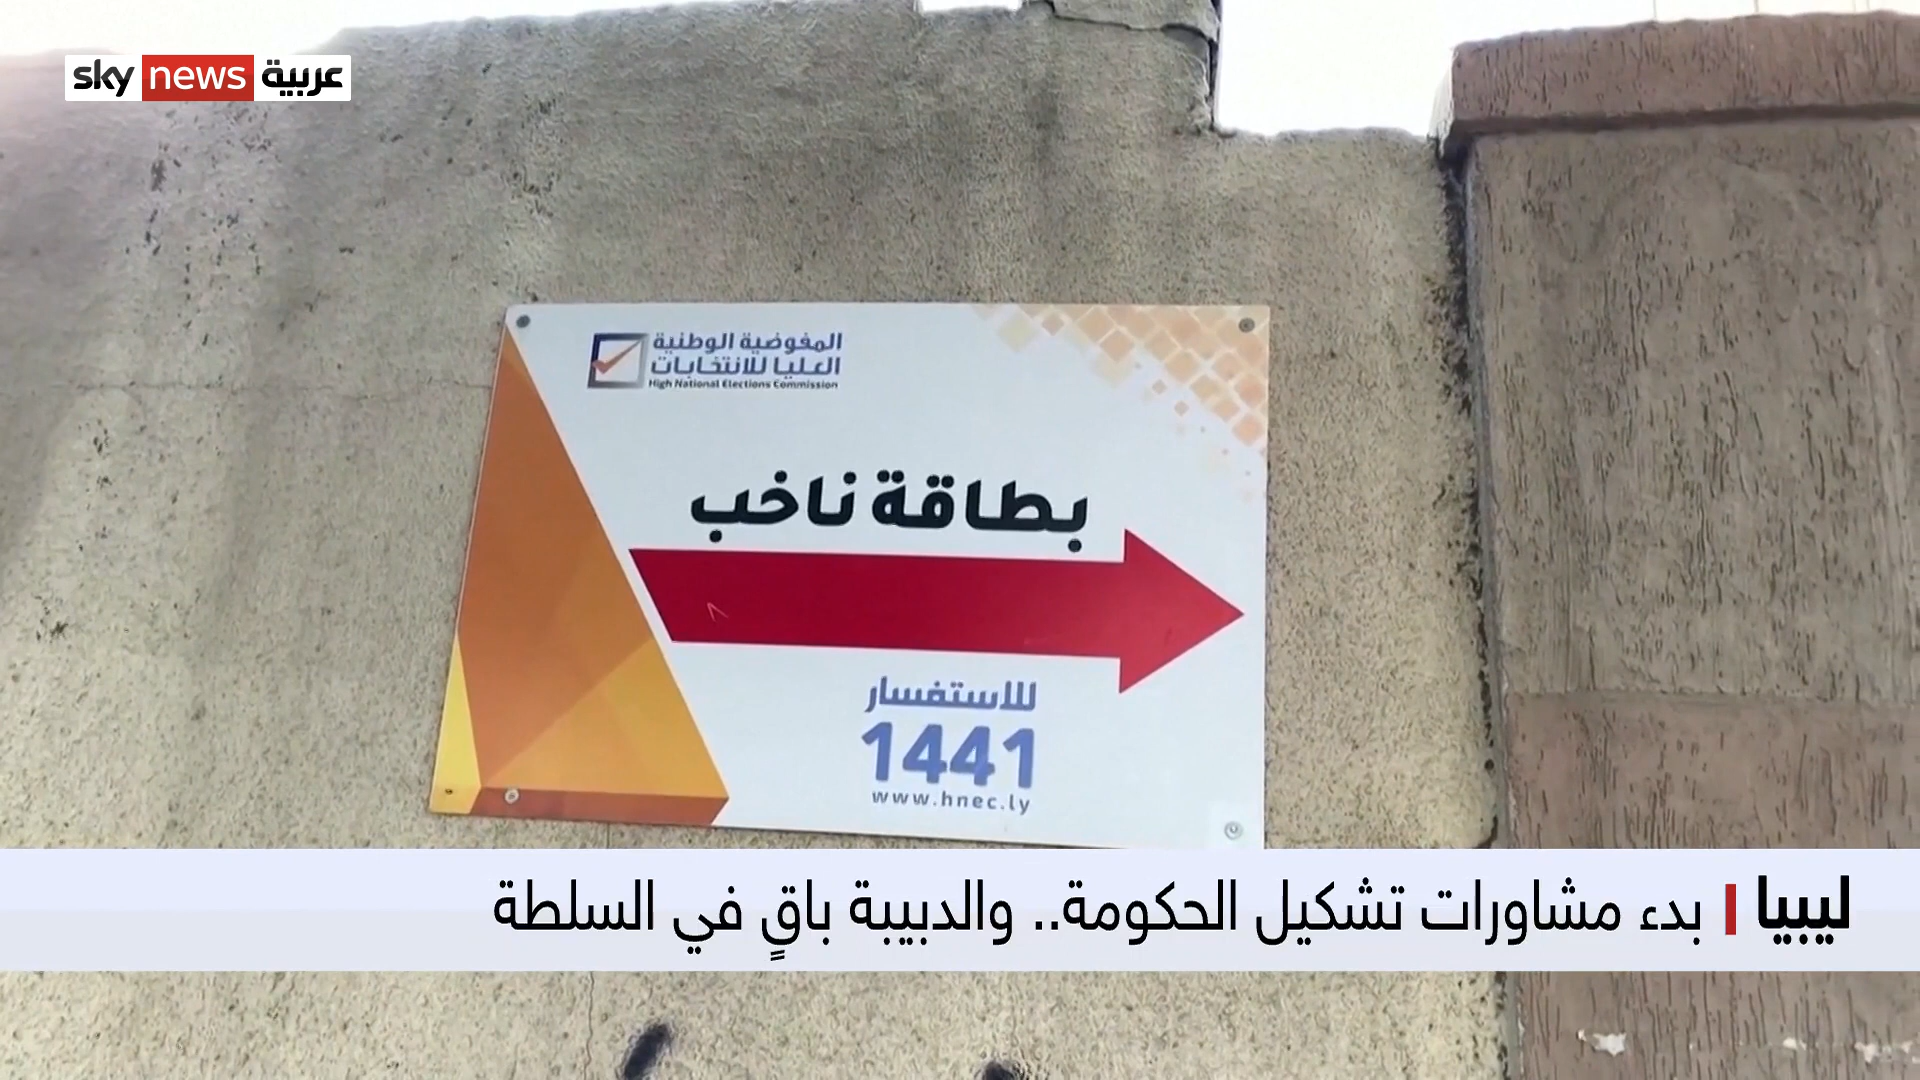 sky news عربية
المفوضية الوطنية
العليا للانتخابات
High National Elections Commission
بطاقة ناخب
للاستفسار
1441
www.hnec.ly
ليبيا | بدء مشاورات تشكيل الحكومة.. والدبيبة باقٍ في السلطة